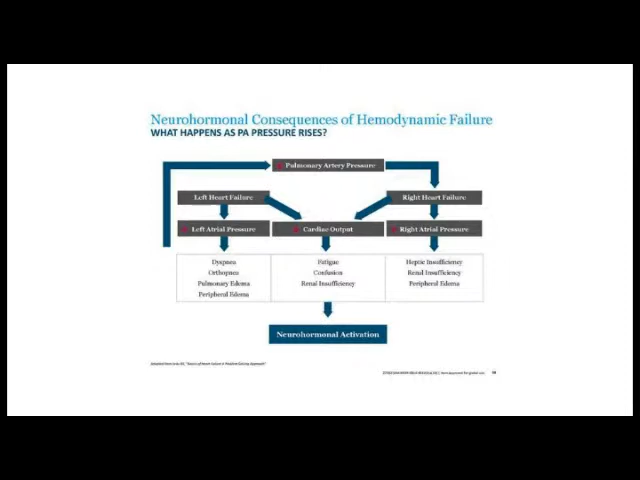 Neurohormonal Consequences of Hemodynamic Failure
WHAT HAPPENS AS PA PRESSURE RISES?
Pulmonary Artery Pressure
Left Heart Failure
Right Heart Failure
Left Atrial Pressure
Cardiac Output
Right Atrial Pressure
Dyspnea
Orthopnea
Pulmonary Edema
Peripheral Edema
Fatigue
Confusion
Renal Insufficiency
Heptic Insufficiency
Renal Insufficiency
Peripheral Edema
Neurohormonal Activation